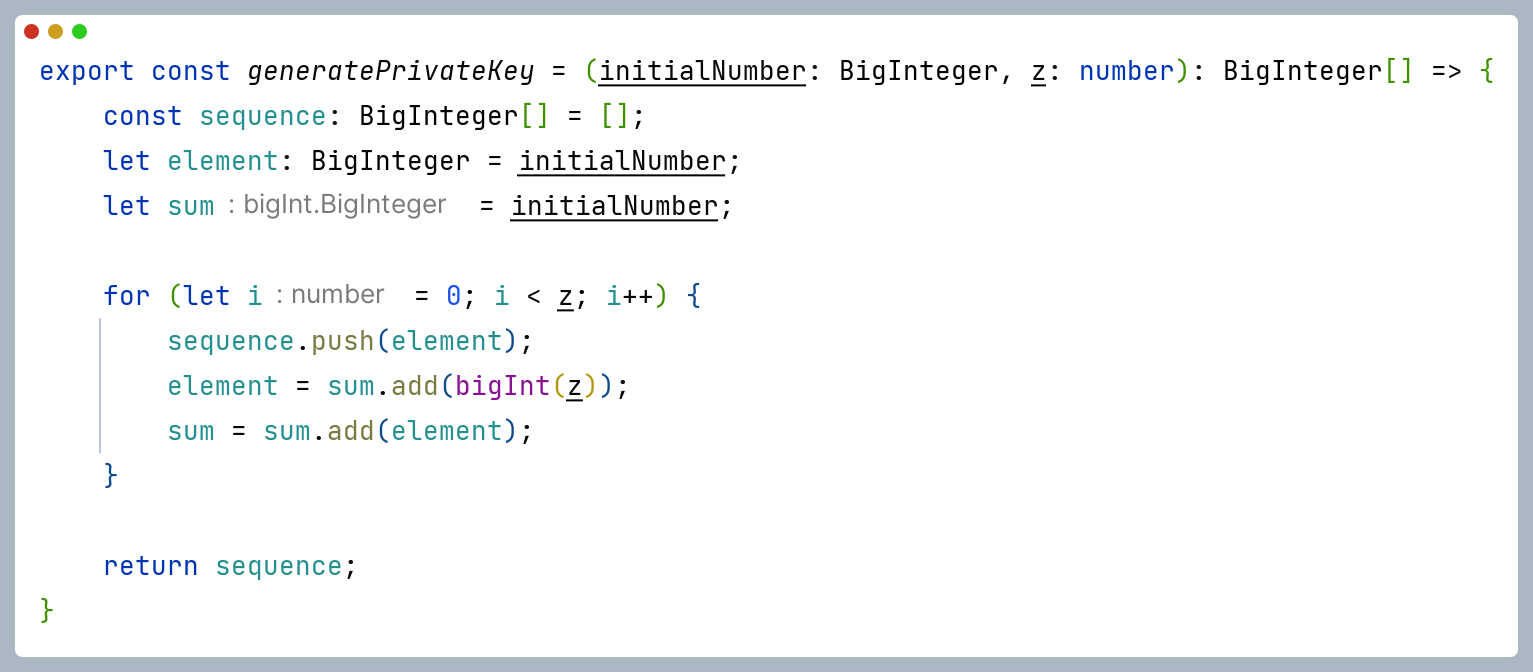 export const generatePrivateKey = (initialNumber: BigInteger, z: number): BigInteger[] => {
    const sequence: BigInteger[] = [];
    let element: BigInteger = initialNumber;
    let sum : bigInt.BigInteger = initialNumber;
    for (let i : number = 0; i < z; i++) {
        sequence.push(element);
        element = sum.add(bigInt(z));
        sum = sum.add(element);
    }
    return sequence;
}